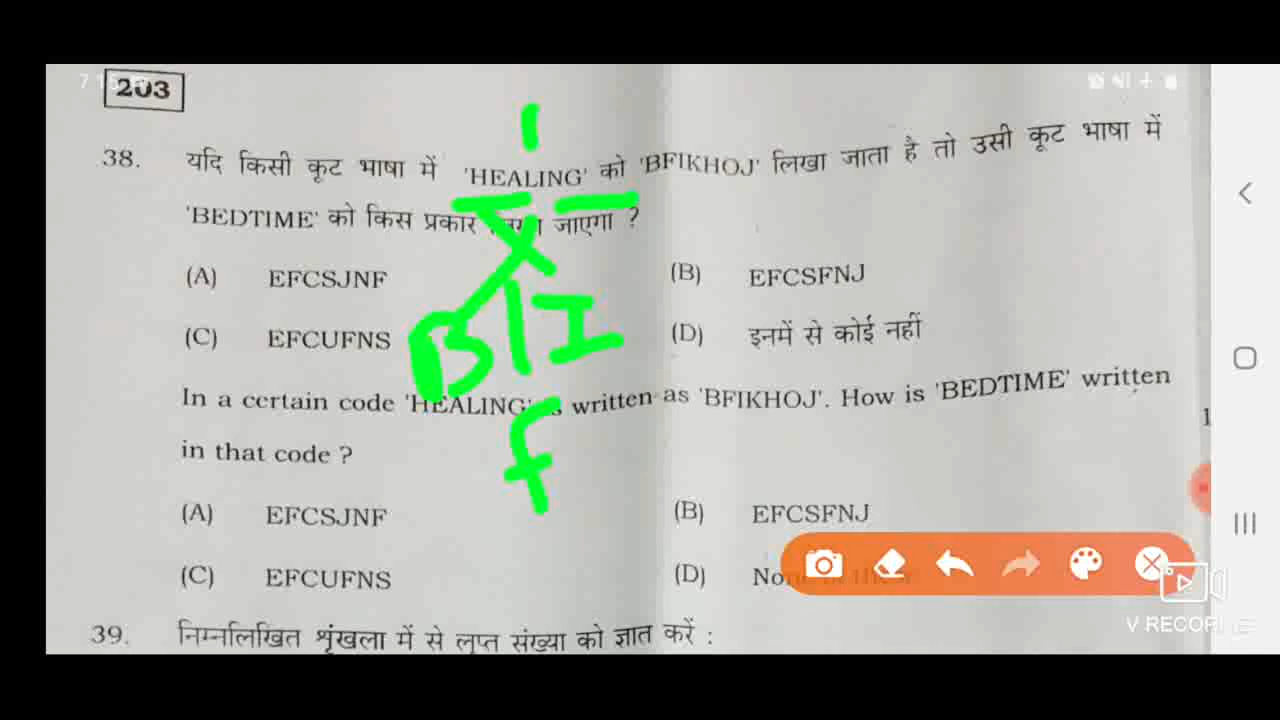 203
38. यदि किसी कूट भाषा में 'HEALING' को 'BFIKHOJ' लिखा जाता है तो उसी कूट भाषा में
'BEDTIME' को किस प्रकार जाएगा ?
(A) EFCSJNF (B) EFCSFNJ
(C) EFCUFNS (D) इनमें से कोई नहीं
In a certain code 'HEALING' is written as 'BFIKHOJ'. How is 'BEDTIME' written
in that code ?
(A) EFCSJNF (B) EFCSFNJ
(C) EFCUFNS (D)
39. निम्नलिखित शृंखला में से लुप्त संख्या को ज्ञात करें :
B I
f
V RECOR